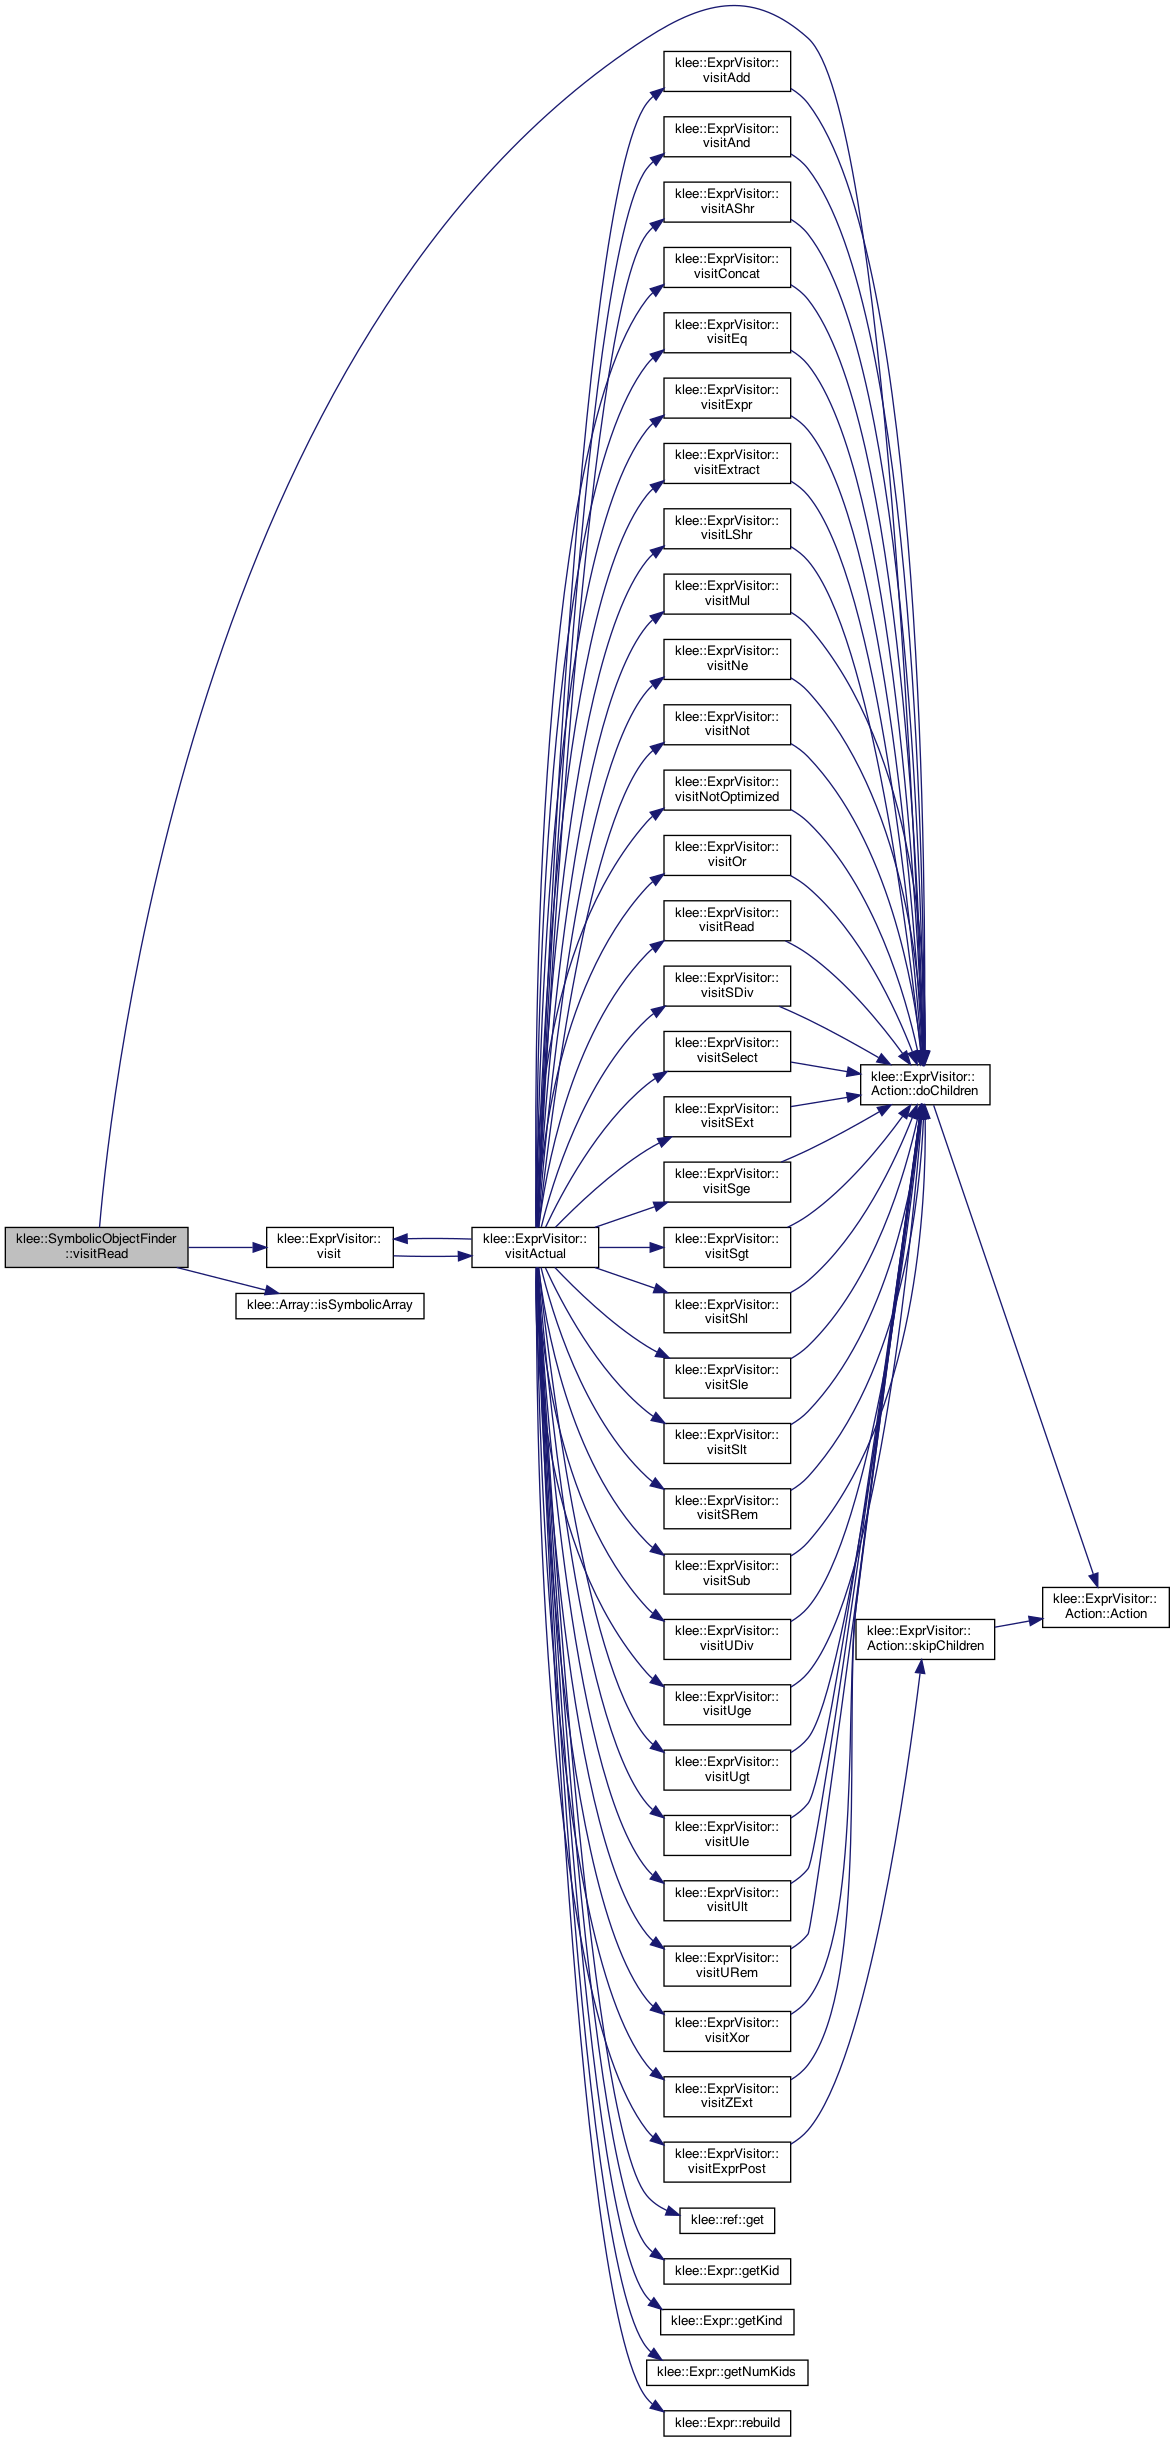 klee::ExprVisitor::
visitAdd
klee::ExprVisitor::
visitAnd
klee::ExprVisitor::
visitAShr
klee::ExprVisitor::
visitConcat
klee::ExprVisitor::
visitEq
klee::ExprVisitor::
visitExpr
klee::ExprVisitor::
visitExtract
klee::ExprVisitor::
visitLShr
klee::ExprVisitor::
visitMul
klee::ExprVisitor::
visitNe
klee::ExprVisitor::
visitNot
klee::ExprVisitor::
visitNotOptimized
klee::ExprVisitor::
visitOr
klee::ExprVisitor::
visitRead
klee::ExprVisitor::
visitSDiv
klee::ExprVisitor::
visitSelect
klee::ExprVisitor::
Action::doChildren
klee::ExprVisitor::
visitSExt
klee::ExprVisitor::
visitSge
klee::SymbolicObjectFinder
::visitRead
klee::ExprVisitor::
visit
klee::ExprVisitor::
visitActual
klee::ExprVisitor::
visitSgt
klee::Array::isSymbolicArray
klee::ExprVisitor::
visitShl
klee::ExprVisitor::
visitSle
klee::ExprVisitor::
visitSlt
klee::ExprVisitor::
visitSRem
klee::ExprVisitor::
visitSub
klee::ExprVisitor::
Action::Action
klee::ExprVisitor::
visitUDiv
klee::ExprVisitor::
Action::skipChildren
klee::ExprVisitor::
visitUge
klee::ExprVisitor::
visitUgt
klee::ExprVisitor::
visitUle
klee::ExprVisitor::
visitUlt
klee::ExprVisitor::
visitURem
klee::ExprVisitor::
visitXor
klee::ExprVisitor::
visitZExt
klee::ExprVisitor::
visitExprPost
klee::ref::get
klee::Expr::getKid
klee::Expr::getKind
klee::Expr::getNumKids
klee::Expr::rebuild